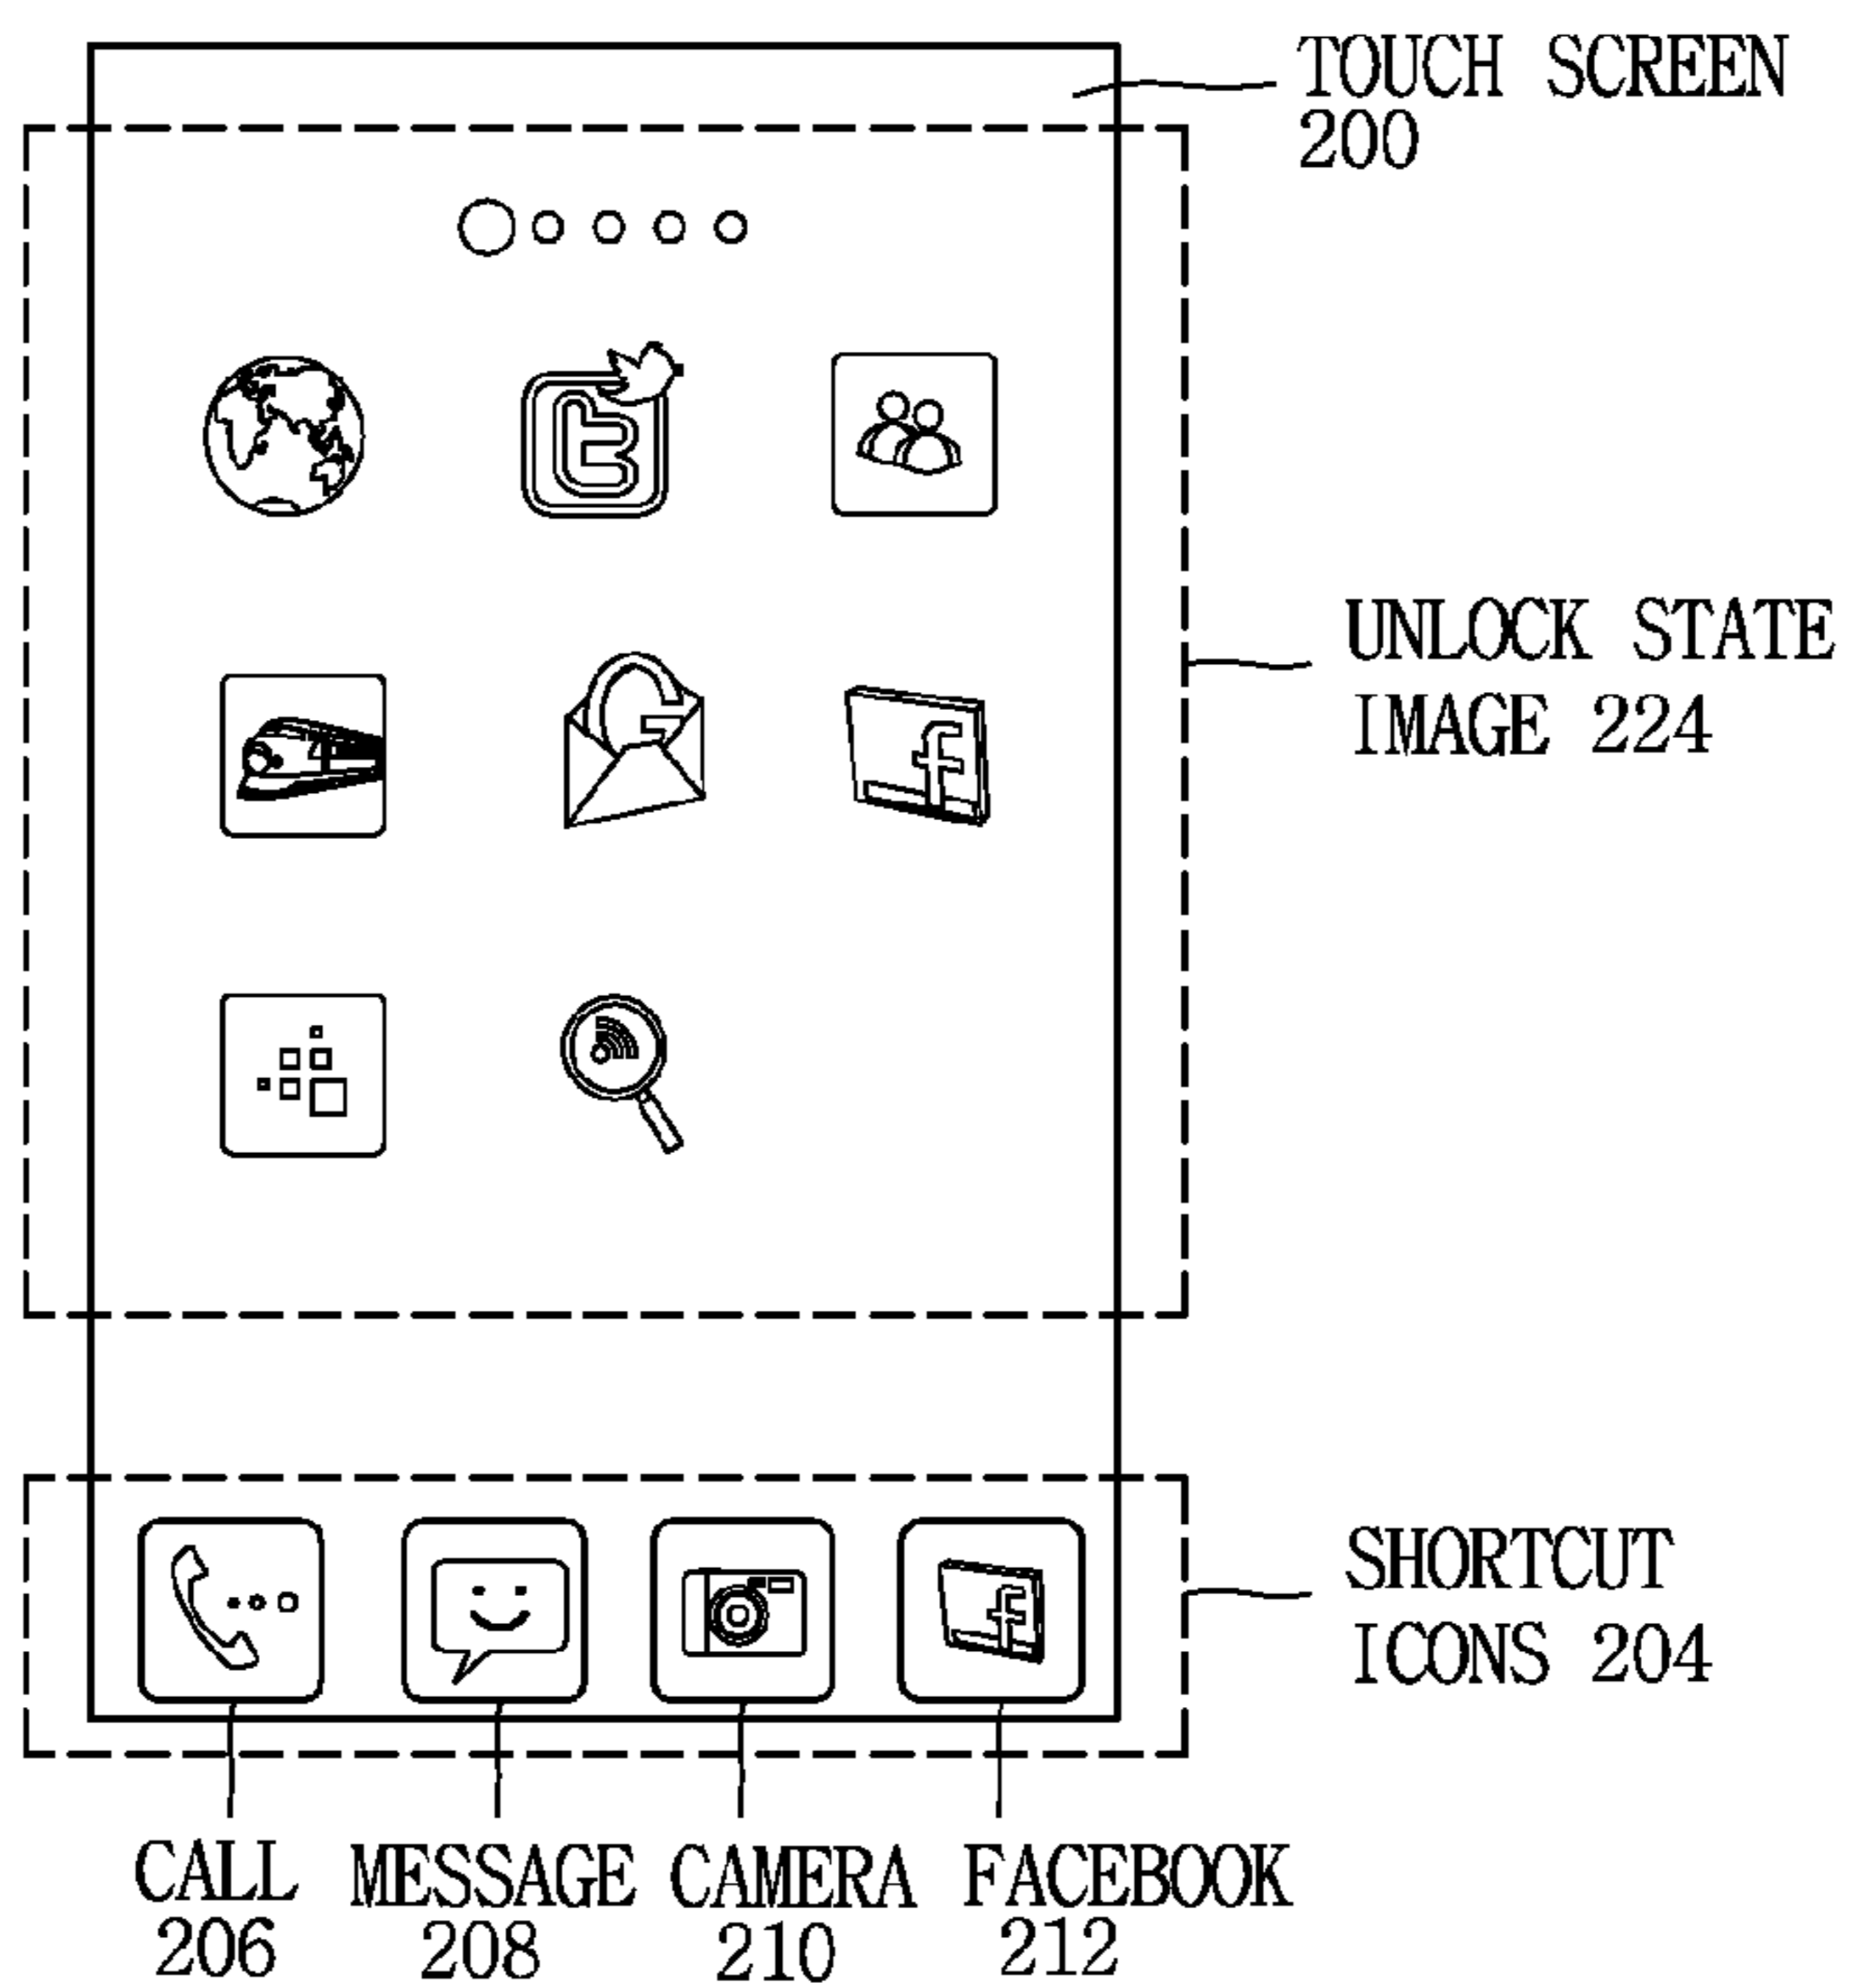 TOUCH SCREEN
200
UNLOCK STATE
IMAGE 224
SHORTCUT
ICONS 204
CALL MESSAGE CAMERA FACEBOOK
206 208 210 212